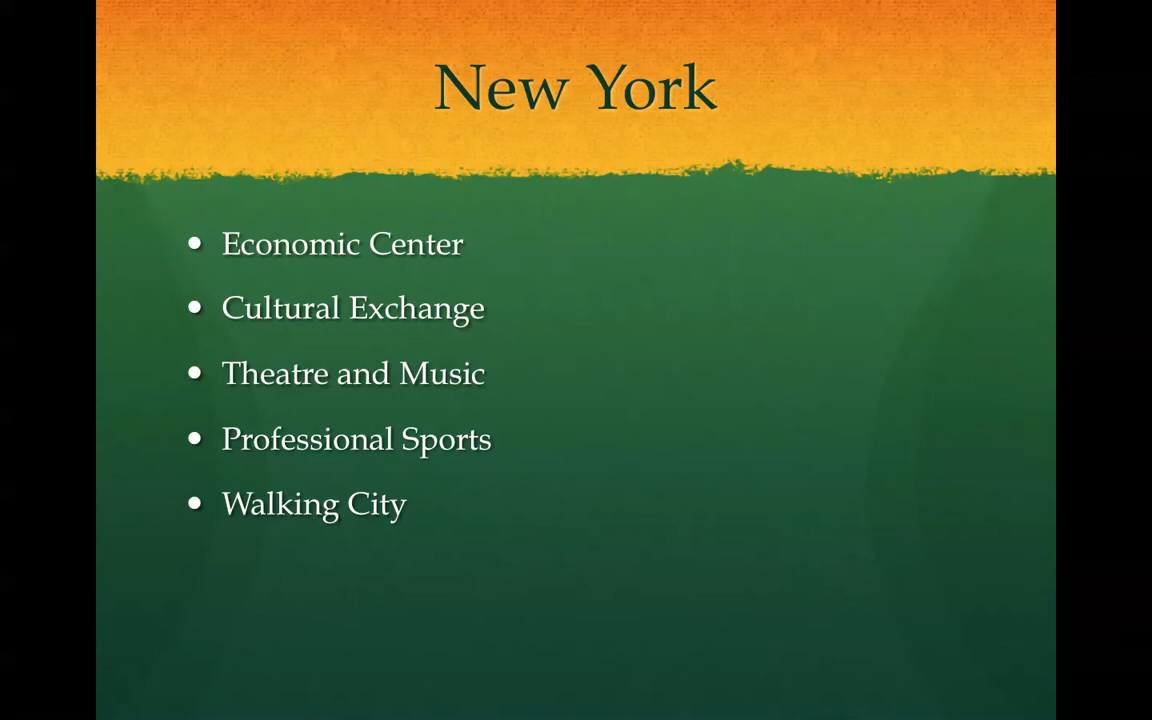 New York
• Economic Center
• Cultural Exchange
• Theatre and Music
• Professional Sports
• Walking City